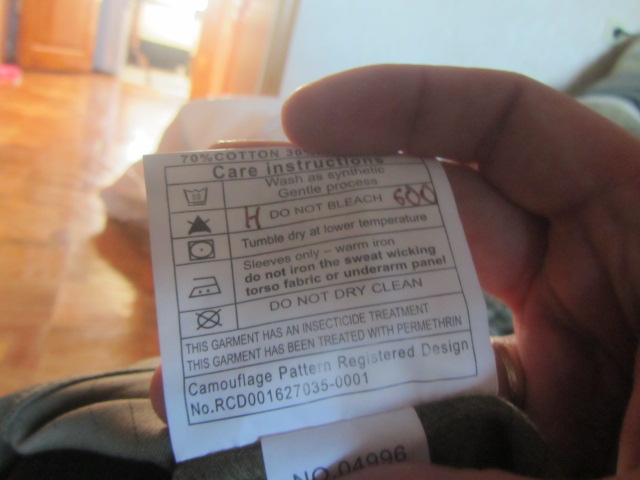 70%COTTON 30
Care instructions
Wash as synthetic
Gentle process
H DO NOT BLEACH 600
Tumble dry at lower temperature
Sleeves only – warm iron
do not iron the sweat wicking
torso fabric or underarm panel
DO NOT DRY CLEAN
THIS GARMENT HAS AN INSECTICIDE TREATMENT
THIS GARMENT HAS BEEN TREATED WITH PERMETHRIN
Camouflage Pattern Registered Design
No.RCD001627035-0001
NO.04996